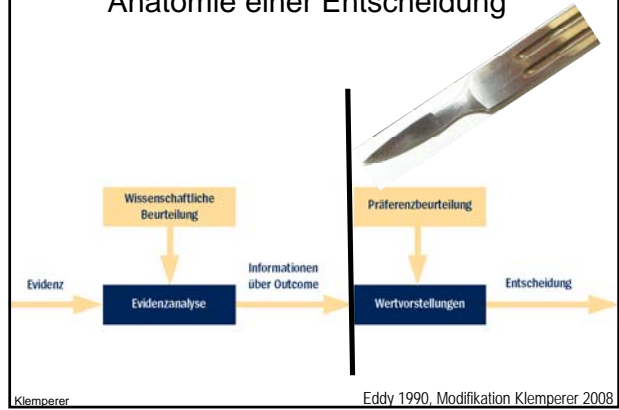 Anatomie einer Entscheidung
Wissenschaftliche
Beurteilung
Präferenzbeurteilung
Evidenz
Evidenzanalyse
Informationen
über Outcome
Wertvorstellungen
Entscheidung
Klemperer
Eddy 1990, Modifikation Klemperer 2008